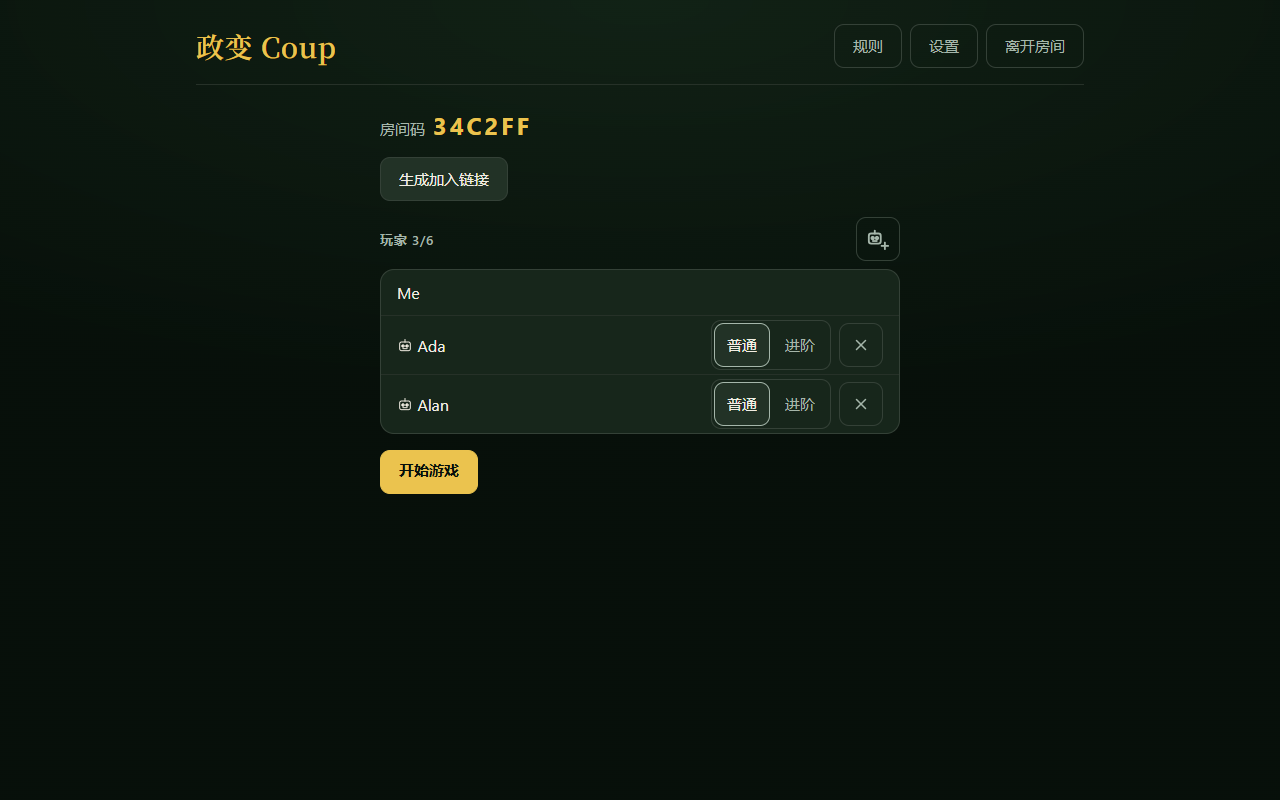 政变 Coup
规则 设置 离开房间
房间码 34C2FF
生成加入链接
玩家 3/6
Me
Ada 普通 进阶
Alan 普通 进阶
开始游戏